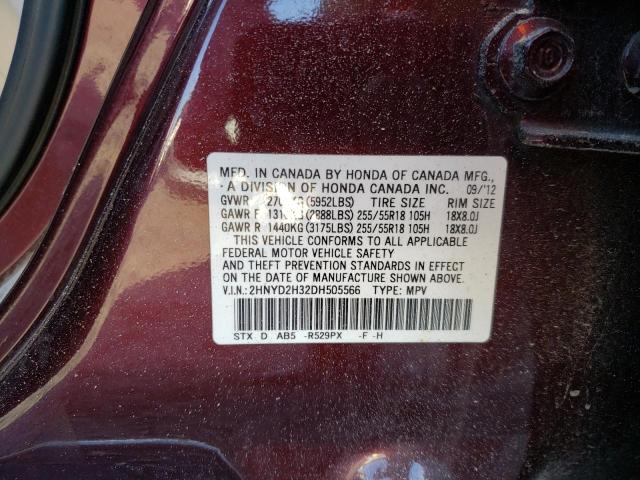 MFD. IN CANADA BY HONDA OF CANADA MFG.,
A DIVISION OF HONDA CANADA INC. 09/'12
GVWR (5952LBS) TIRE SIZE RIM SIZE
GAWR F 255/55R18 105H 18X8.0J
GAWR R 1440KG (3175LBS) 255/55R18 105H 18X8.0J
THIS VEHICLE CONFORMS TO ALL APPLICABLE
FEDERAL MOTOR VEHICLE SAFETY
AND THEFT PREVENTION STANDARDS IN EFFECT
ON THE DATE OF MANUFACTURE SHOWN ABOVE.
V.I.N.:2HNYD2H32DH505566 TYPE: MPV
STX D AB5 -R529PX -F -H